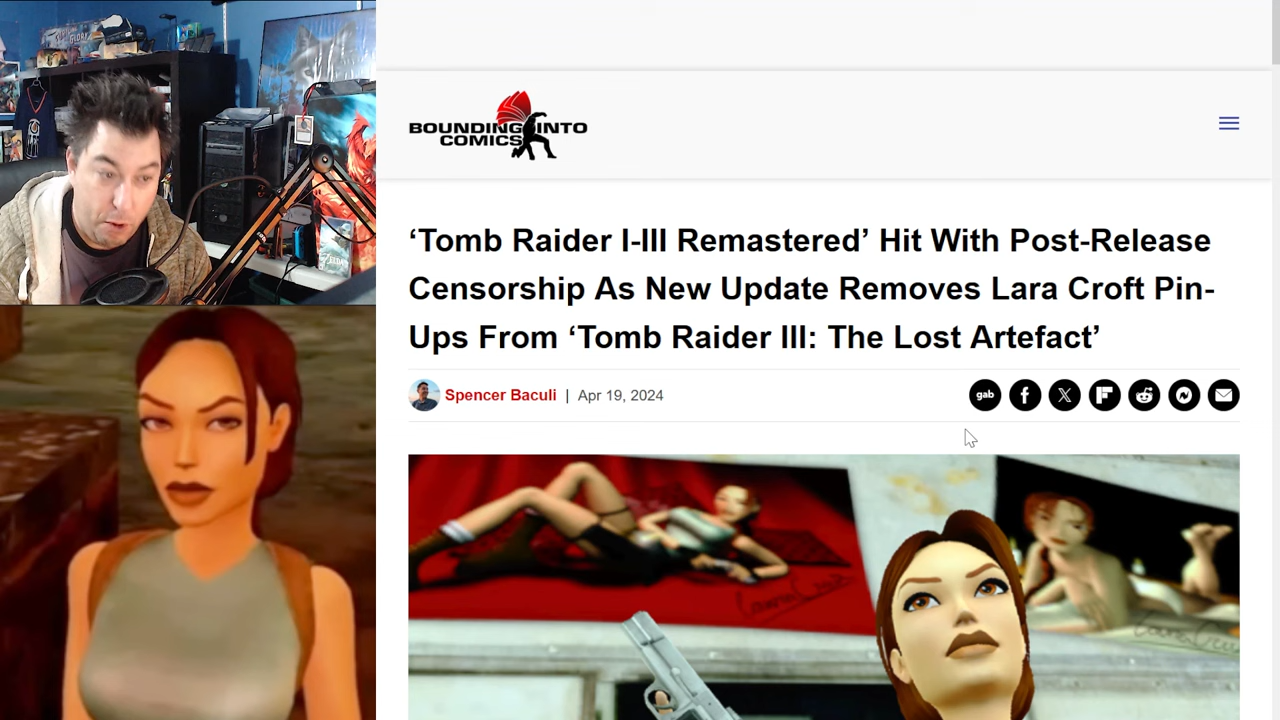 BOUNDING INTO
COMICS
‘Tomb Raider I-III Remastered’ Hit With Post-Release
Censorship As New Update Removes Lara Croft Pin-
Ups From ‘Tomb Raider III: The Lost Artefact’
Spencer Baculi | Apr 19, 2024
gab